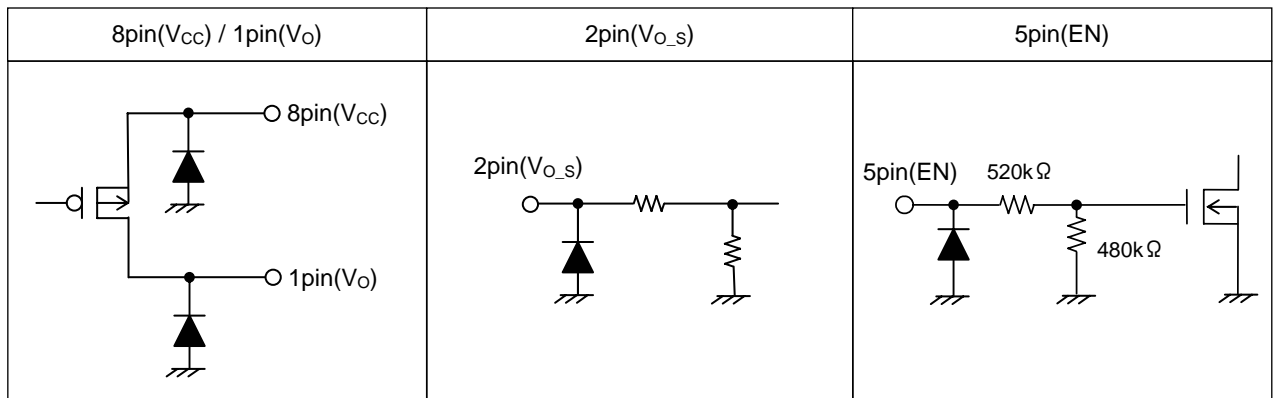 8pin(VCC) / 1pin(VO)
2pin(VO_S)
5pin(EN)
8pin(VCC)
1pin(VO)
2pin(VO_S)
5pin(EN)
520kΩ
480kΩ